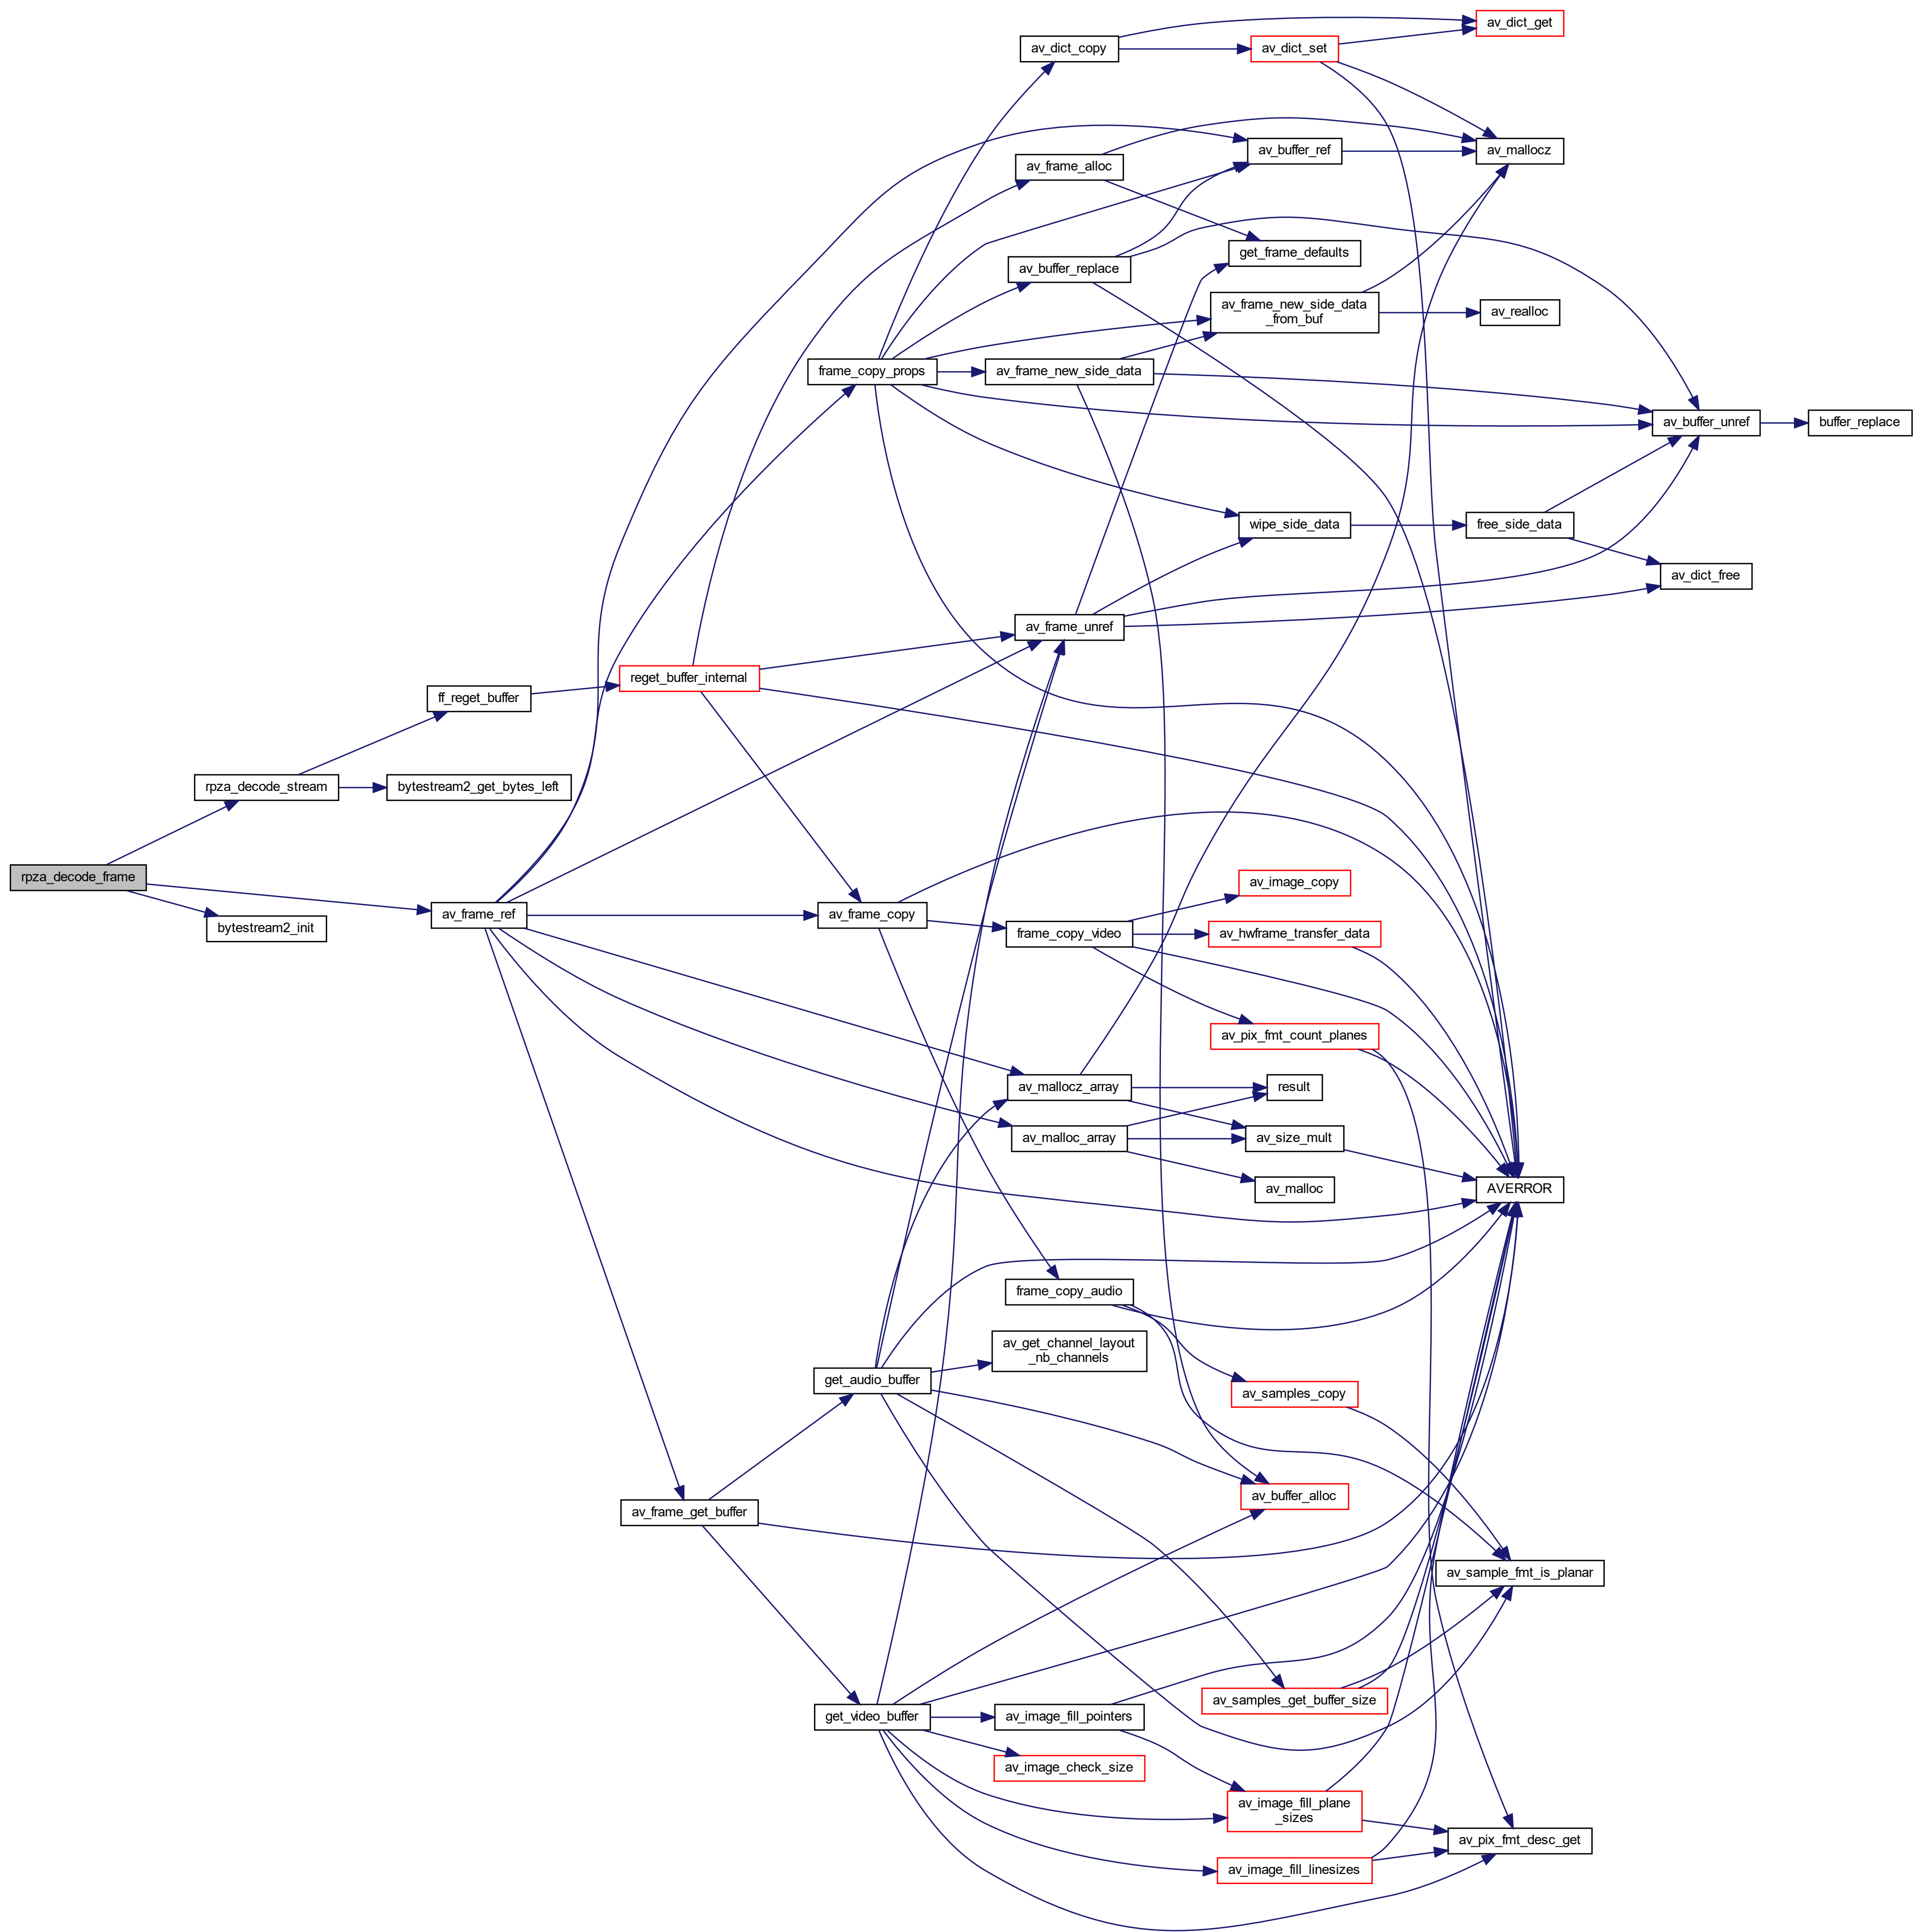 av_dict_get
av_dict_copy
av_dict_set
av_buffer_ref
av_mallocz
av_frame_alloc
get_frame_defaults
av_buffer_replace
av_frame_new_side_data
_from_buf
av_realloc
frame_copy_props
av_frame_new_side_data
av_buffer_unref
buffer_replace
wipe_side_data
free_side_data
av_dict_free
av_frame_unref
reget_buffer_internal
ff_reget_buffer
rpza_decode_stream
bytestream2_get_bytes_left
rpza_decode_frame
av_image_copy
av_frame_ref
av_frame_copy
bytestream2_init
frame_copy_video
av_hwframe_transfer_data
av_pix_fmt_count_planes
av_mallocz_array
result
av_malloc_array
av_size_mult
av_malloc
AVERROR
frame_copy_audio
av_get_channel_layout
_nb_channels
get_audio_buffer
av_samples_copy
av_buffer_alloc
av_frame_get_buffer
av_sample_fmt_is_planar
av_samples_get_buffer_size
get_video_buffer
av_image_fill_pointers
av_image_check_size
av_image_fill_plane
_sizes
av_pix_fmt_desc_get
av_image_fill_linesizes